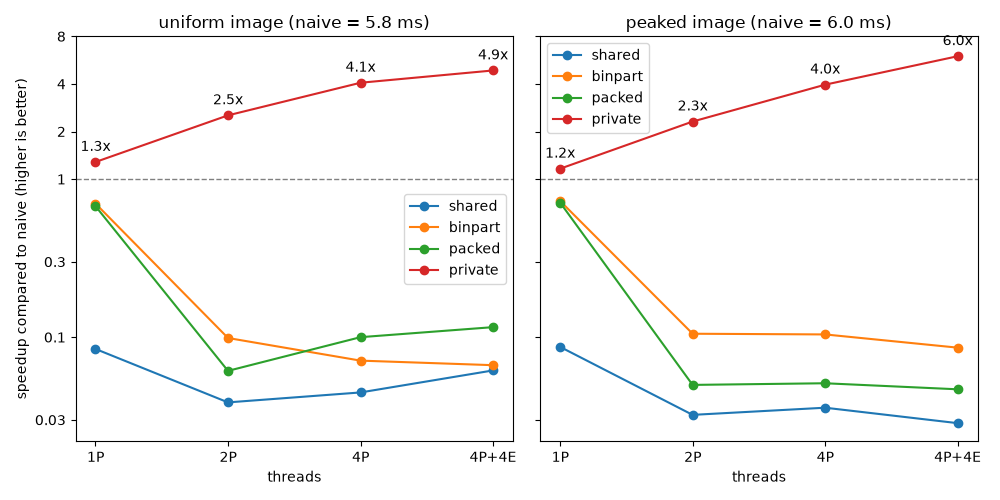 uniform image (naive = 5.8 ms)
peaked image (naive = 6.0 ms)
speedup compared to naive (higher is better)
8
4
2
1
0.3
0.1
0.03
1.3x
2.5x
4.1x
4.9x
shared
binpart
packed
private
1P
2P
4P
4P+4E
threads
shared
binpart
packed
private
1.2x
2.3x
4.0x
6.0x
1P
2P
4P
4P+4E
threads